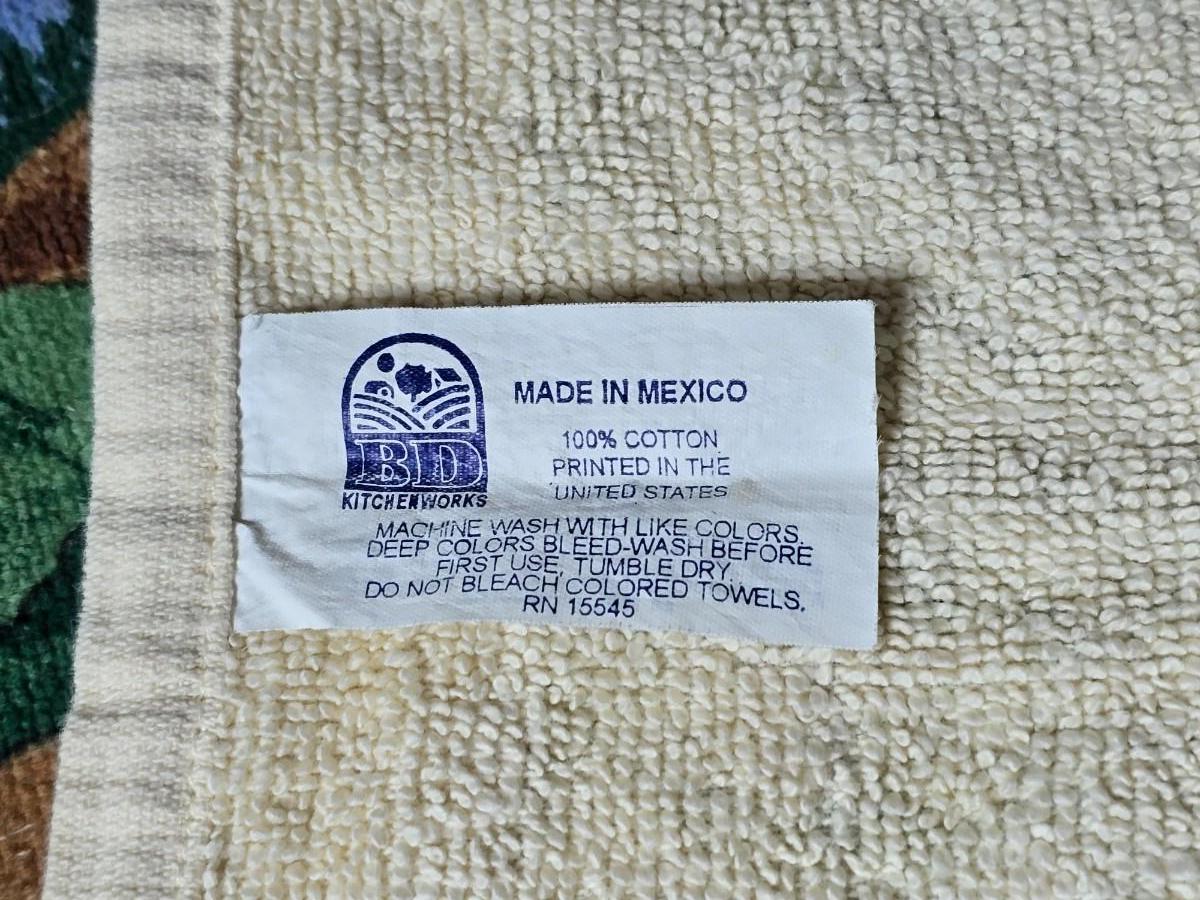 BD
KITCHENWORKS
MADE IN MEXICO
100% COTTON
PRINTED IN THE
UNITED STATES
MACHINE WASH WITH LIKE COLORS.
DEEP COLORS BLEED-WASH BEFORE
FIRST USE, TUMBLE DRY.
DO NOT BLEACH COLORED TOWELS.
RN 15545